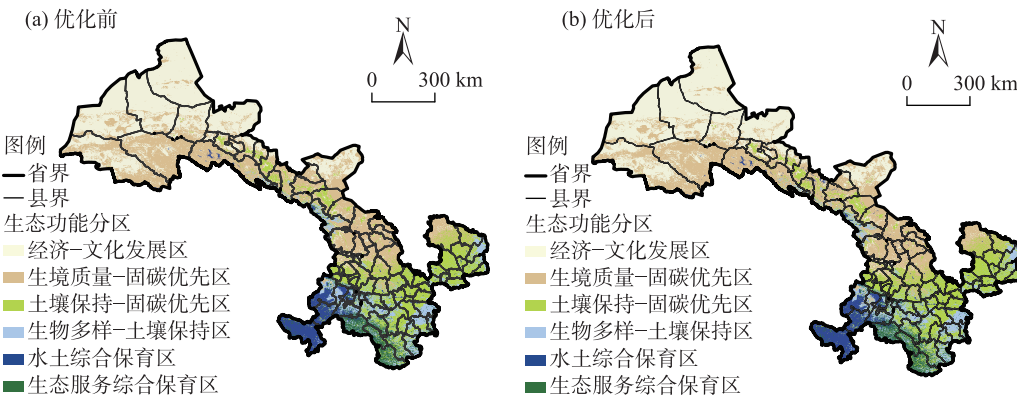 (a) 优化前
N
0 300 km
图例
省界
县界
生态功能分区
经济-文化发展区
生境质量-固碳优先区
土壤保持-固碳优先区
生物多样-土壤保持区
水土综合保育区
生态服务综合保育区
(b) 优化后
N
0 300 km
图例
省界
县界
生态功能分区
经济-文化发展区
生境质量-固碳优先区
土壤保持-固碳优先区
生物多样-土壤保持区
水土综合保育区
生态服务综合保育区